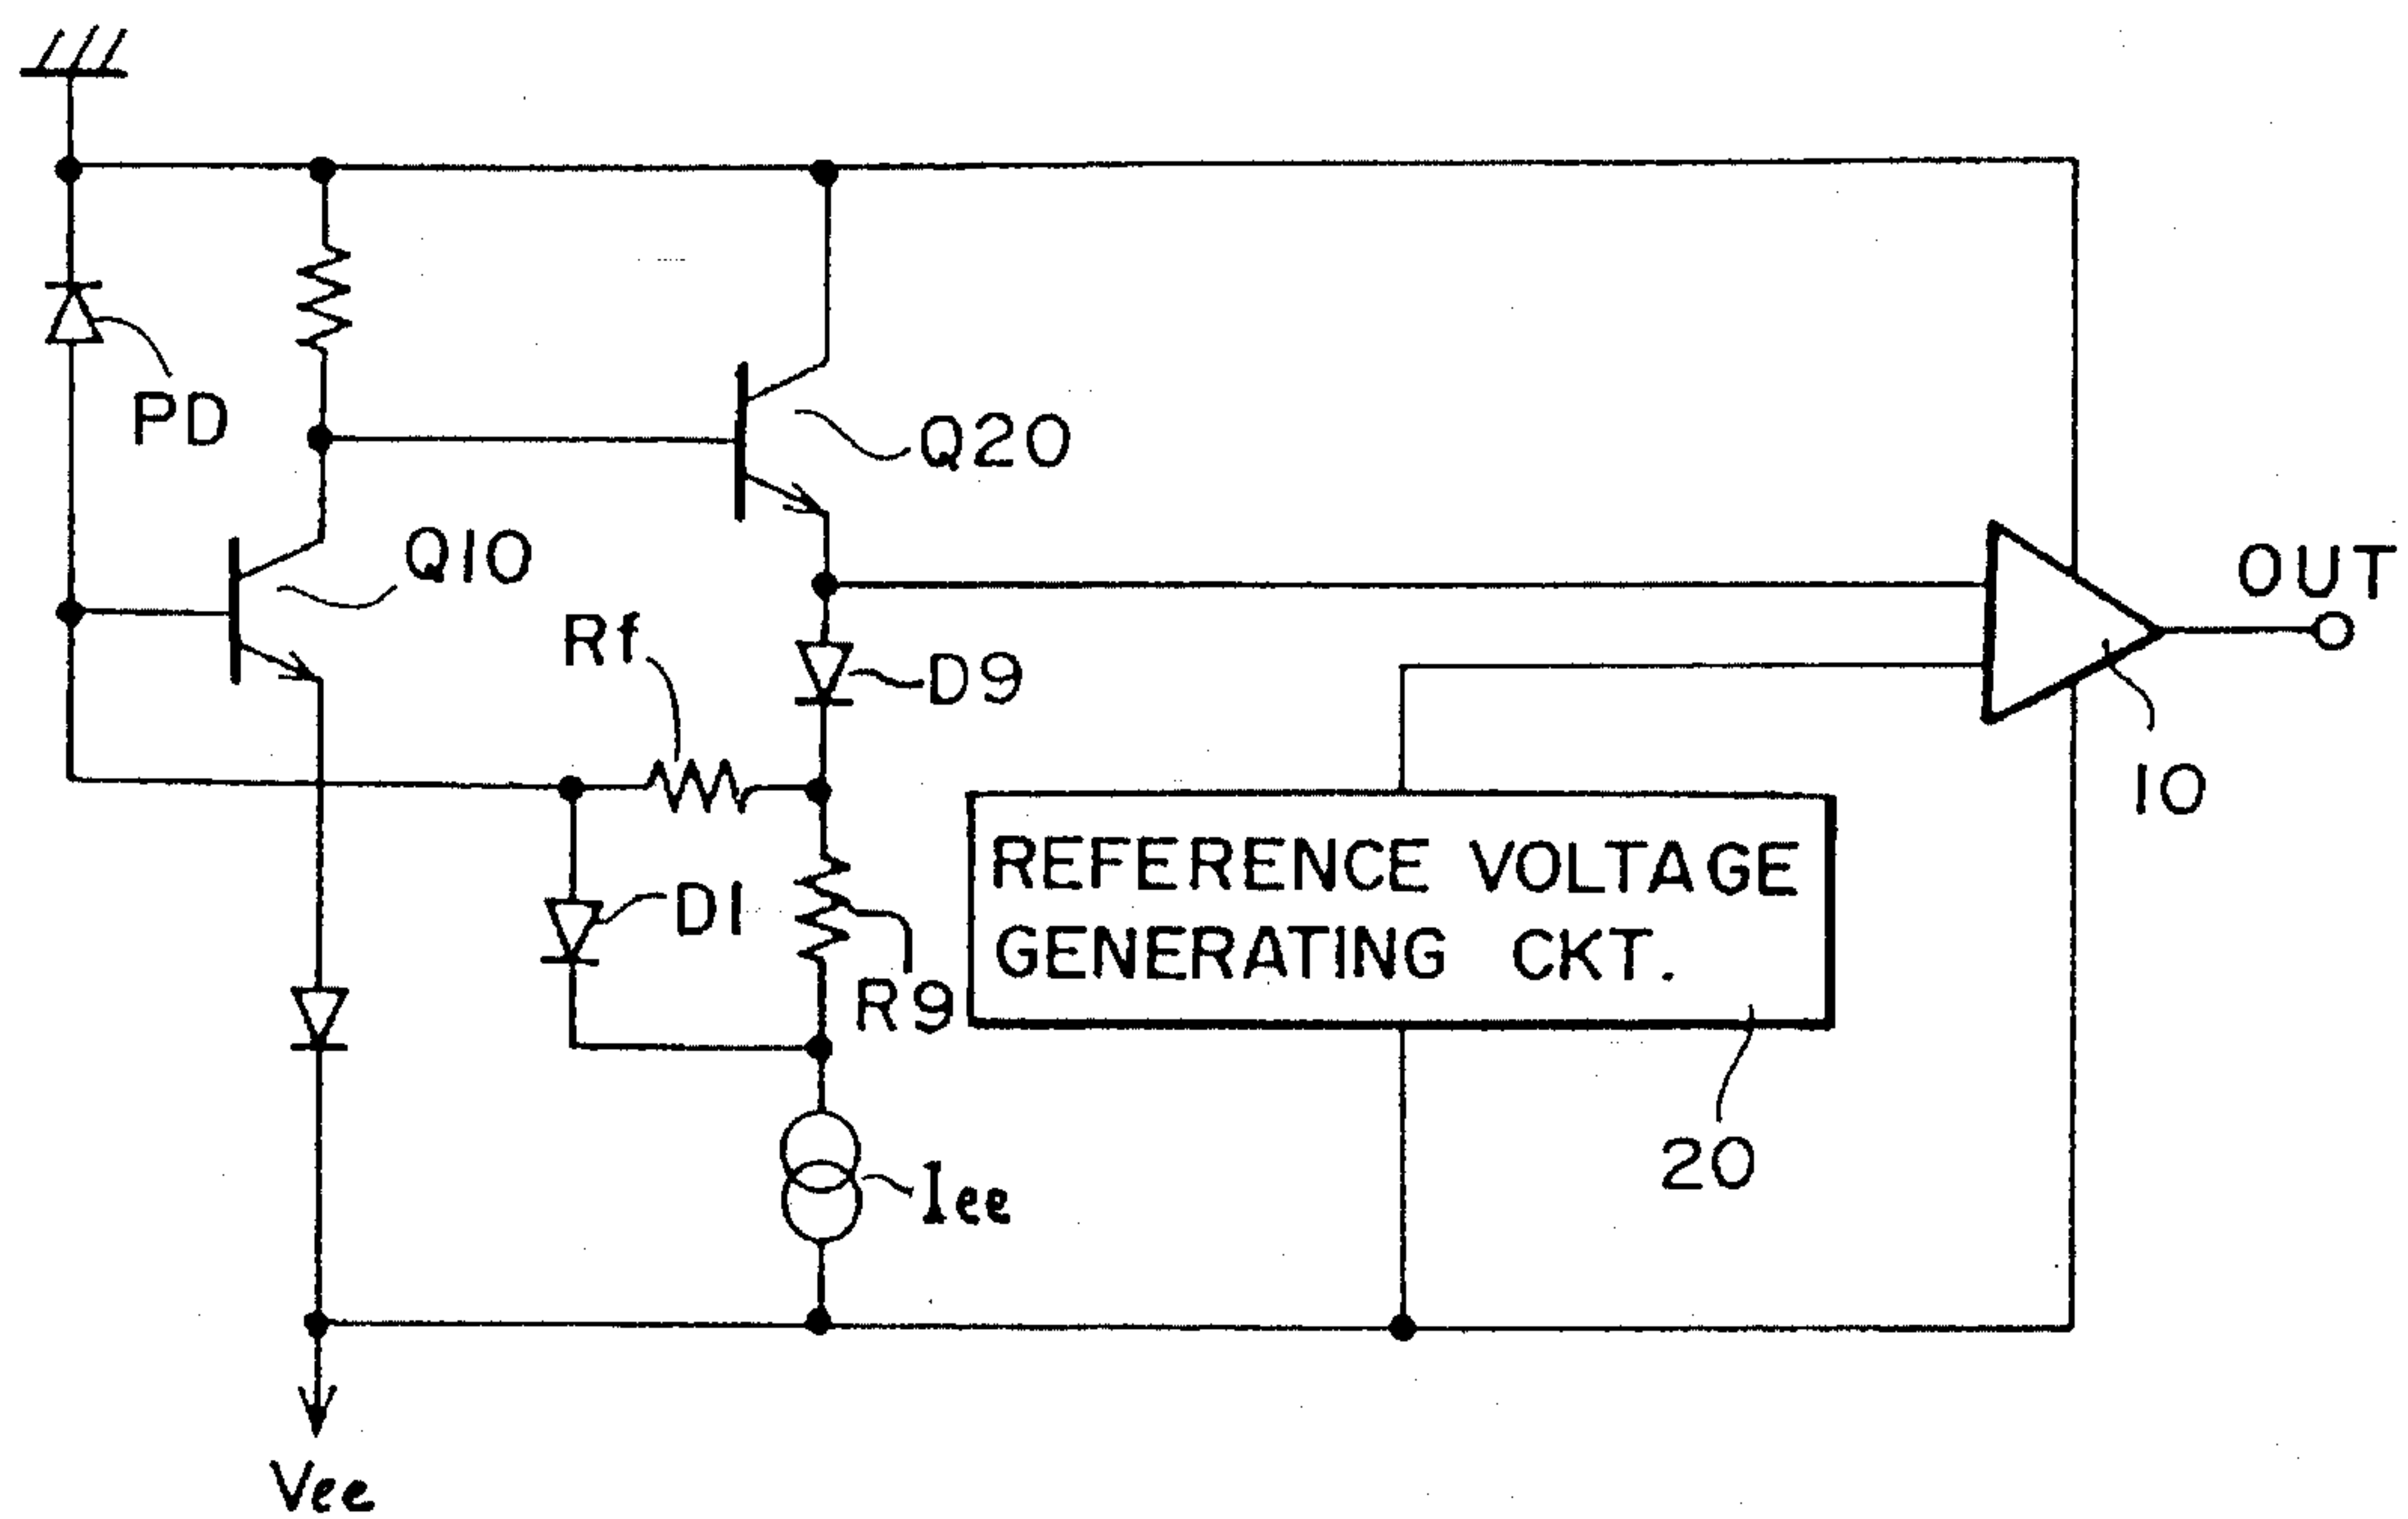 PD
Q20
Q10
OUT
Rf
D9
10
REFERENCE VOLTAGE
GENERATING CKT.
D1
R9
20
Iee
Vee